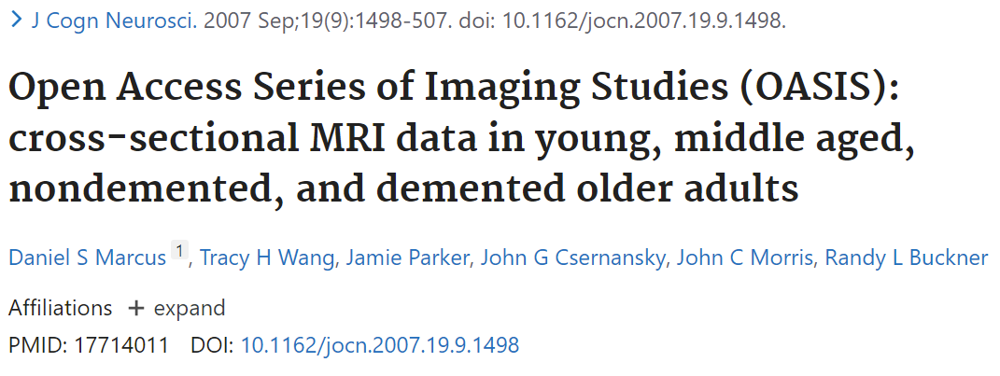 J Cogn Neurosci. 2007 Sep;19(9):1498-507. doi: 10.1162/jocn.2007.19.9.1498.
Open Access Series of Imaging Studies (OASIS):
cross-sectional MRI data in young, middle aged,
nondemented, and demented older adults
Daniel S Marcus 1, Tracy H Wang, Jamie Parker, John G Csernansky, John C Morris, Randy L Buckner
Affiliations + expand
PMID: 17714011 DOI: 10.1162/jocn.2007.19.9.1498